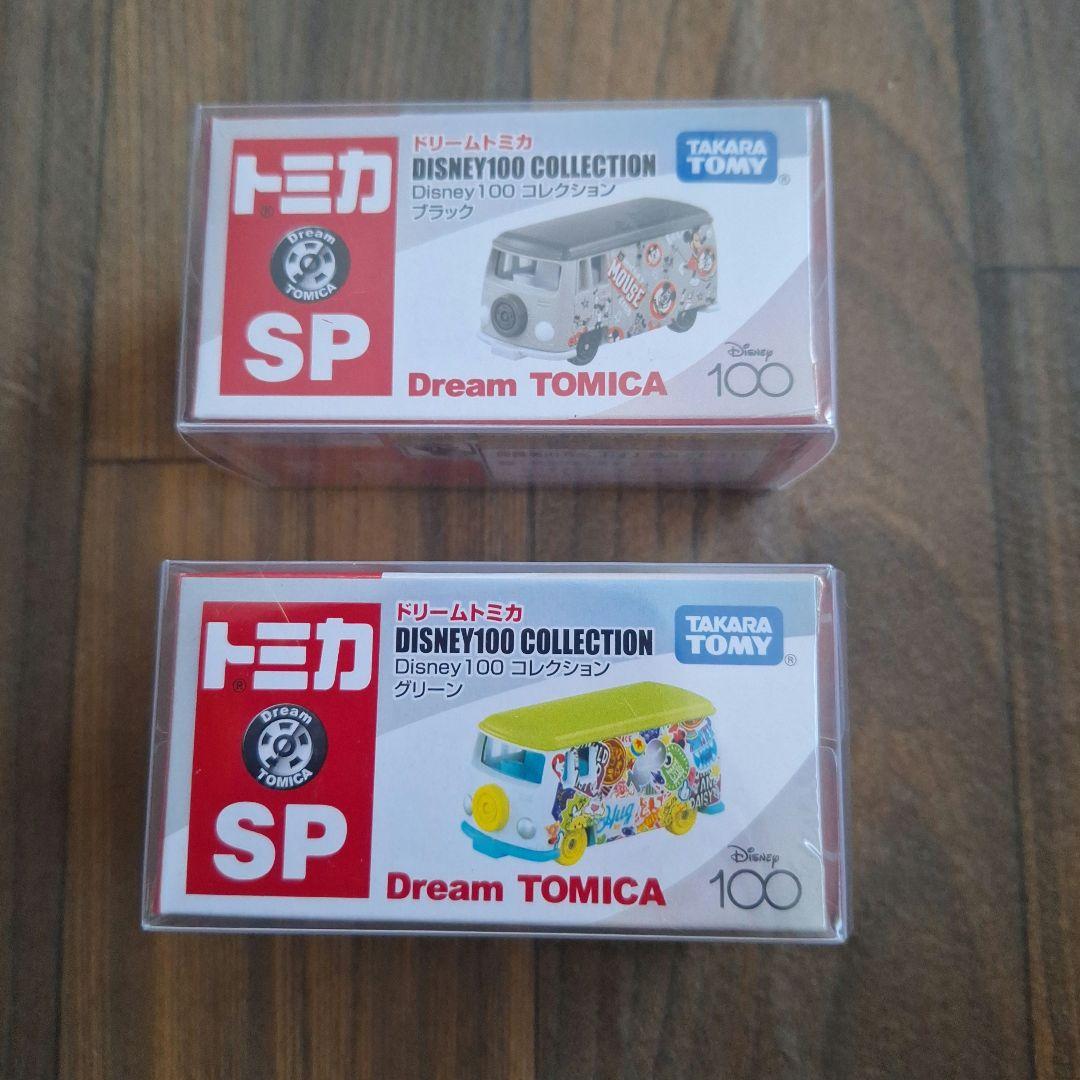 トミカ
®
Dream
TOMICA
SP
ドリームトミカ
DISNEY100 COLLECTION
Disney100 コレクション
ブラック
TAKARA
TOMY
®
MOUSE
Dream TOMICA
Disney
100
トミカ
®
Dream
TOMICA
SP
ドリームトミカ
DISNEY100 COLLECTION
Disney100 コレクション
グリーン
TAKARA
TOMY
®
Hug
DAISY
Dream TOMICA
Disney
100